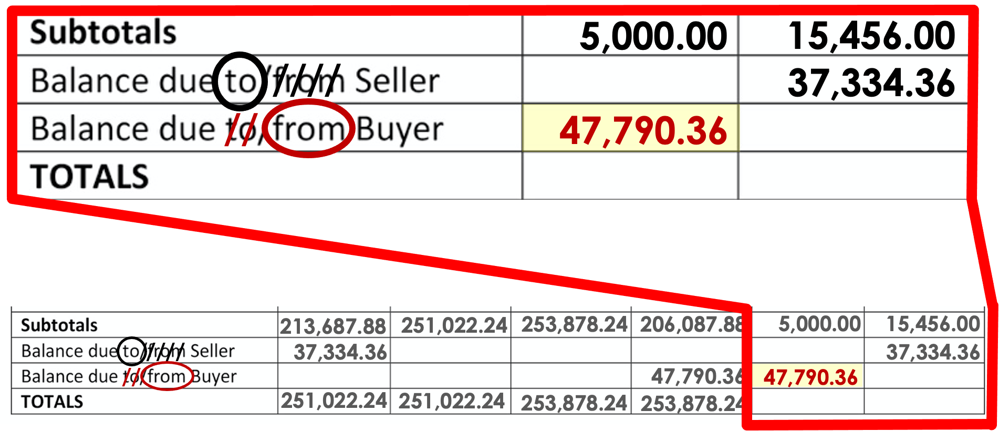 Subtotals 5,000.00 15,456.00
Balance due to/from Seller 37,334.36
Balance due to/from Buyer 47,790.36
TOTALS
Subtotals 213,687.88 251,022.24 253,878.24 206,087.88 5,000.00 15,456.00
Balance due to/from Seller 37,334.36 37,334.36
Balance due to/from Buyer 47,790.36 47,790.36
TOTALS 251,022.24 251,022.24 253,878.24 253,878.24